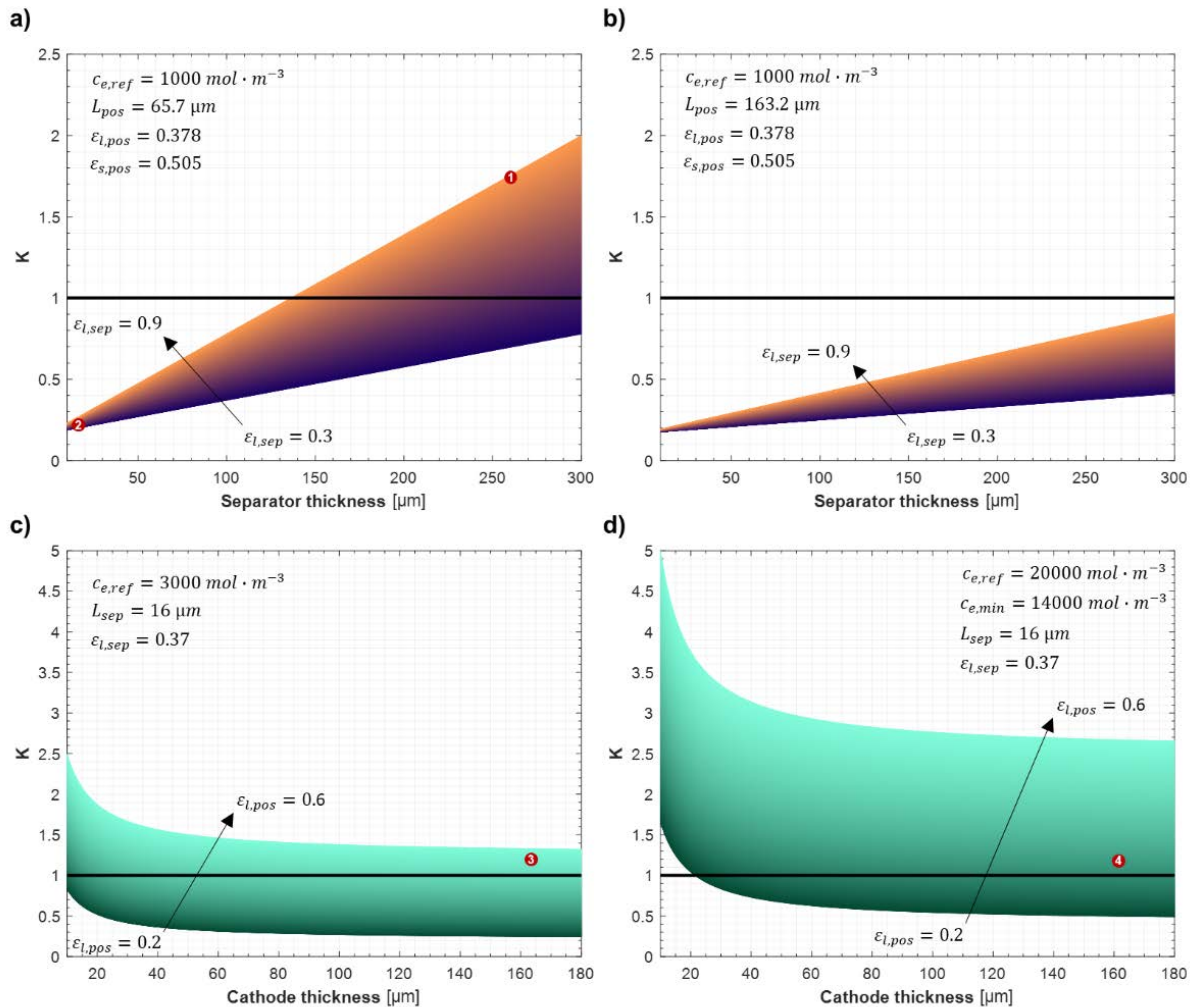 a)
2.5
2
1.5
1
0.5
0
K
c_{e,ref} = 1000 mol · m^{−3}
L_{pos} = 65.7 μm
ε_{l,pos} = 0.378
ε_{s,pos} = 0.505
1
ε_{l,sep} = 0.9
2
ε_{l,sep} = 0.3
50 100 150 200 250 300
Separator thickness [μm]
b)
2.5
2
1.5
1
0.5
0
K
c_{e,ref} = 1000 mol · m^{−3}
L_{pos} = 163.2 μm
ε_{l,pos} = 0.378
ε_{s,pos} = 0.505
ε_{l,sep} = 0.9
ε_{l,sep} = 0.3
50 100 150 200 250 300
Separator thickness [μm]
c)
5
4.5
4
3.5
3
2.5
2
1.5
1
0.5
0
K
c_{e,ref} = 3000 mol · m^{−3}
L_{sep} = 16 μm
ε_{l,sep} = 0.37
ε_{l,pos} = 0.6
3
ε_{l,pos} = 0.2
20 40 60 80 100 120 140 160 180
Cathode thickness [μm]
d)
5
4.5
4
3.5
3
2.5
2
1.5
1
0.5
0
K
c_{e,ref} = 20000 mol · m^{−3}
c_{e,min} = 14000 mol · m^{−3}
L_{sep} = 16 μm
ε_{l,sep} = 0.37
ε_{l,pos} = 0.6
4
ε_{l,pos} = 0.2
20 40 60 80 100 120 140 160 180
Cathode thickness [μm]